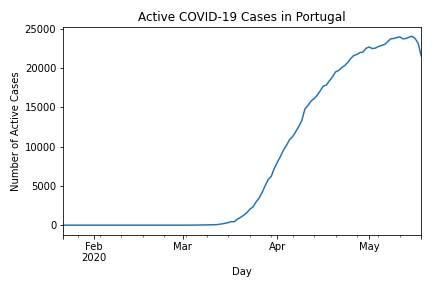 Active COVID-19 Cases in Portugal
Number of Active Cases
25000
20000
15000
10000
5000
0
Feb
2020
Mar
Apr
May
Day